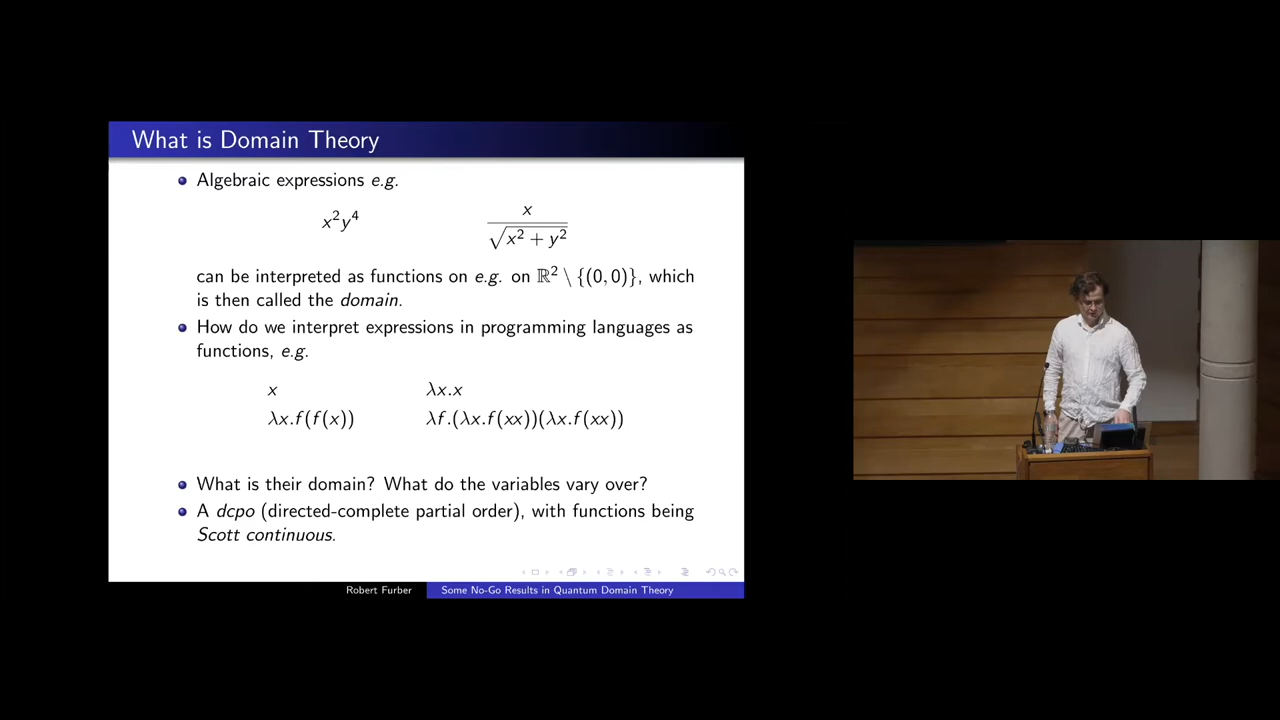 What is Domain Theory
Algebraic expressions e.g.
x²y⁴
x / √(x² + y²)
can be interpreted as functions on e.g. on ℝ² \ {(0, 0)}, which
is then called the domain.
How do we interpret expressions in programming languages as
functions, e.g.
x λx.x
λx.f(f(x)) λf.(λx.f(xx))(λx.f(xx))
What is their domain? What do the variables vary over?
A dcpo (directed-complete partial order), with functions being
Scott continuous.
Robert Furber Some No-Go Results in Quantum Domain Theory